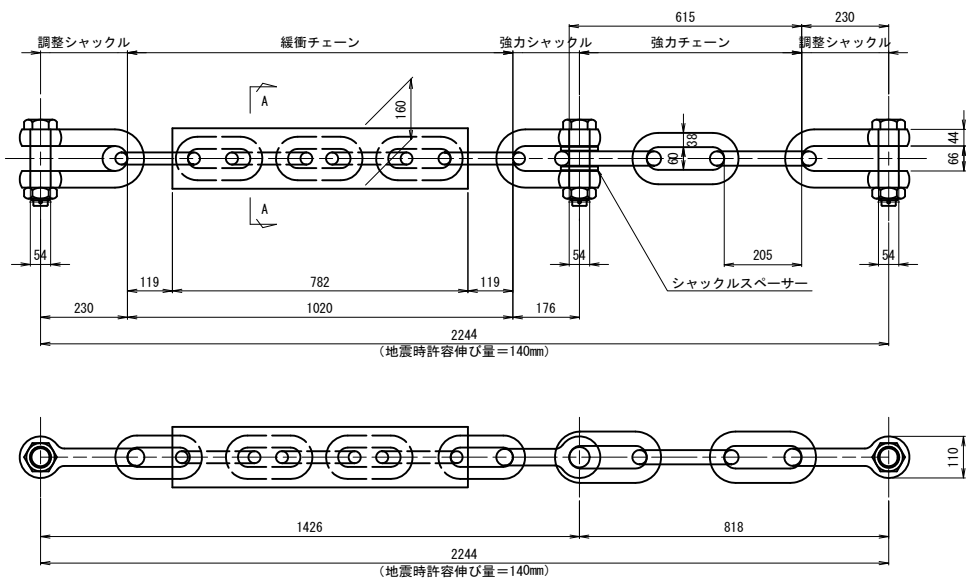 615
230
調整シャックル
緩衝チェーン
強力シャックル
強力チェーン
調整シャックル
A
160
38
60
44
66
A
54
54
54
205
119
782
119
シャックルスペーサー
230
1020
176
2244
(地震時許容伸び量=140mm)
110
1426
818
2244
(地震時許容伸び量=140mm)